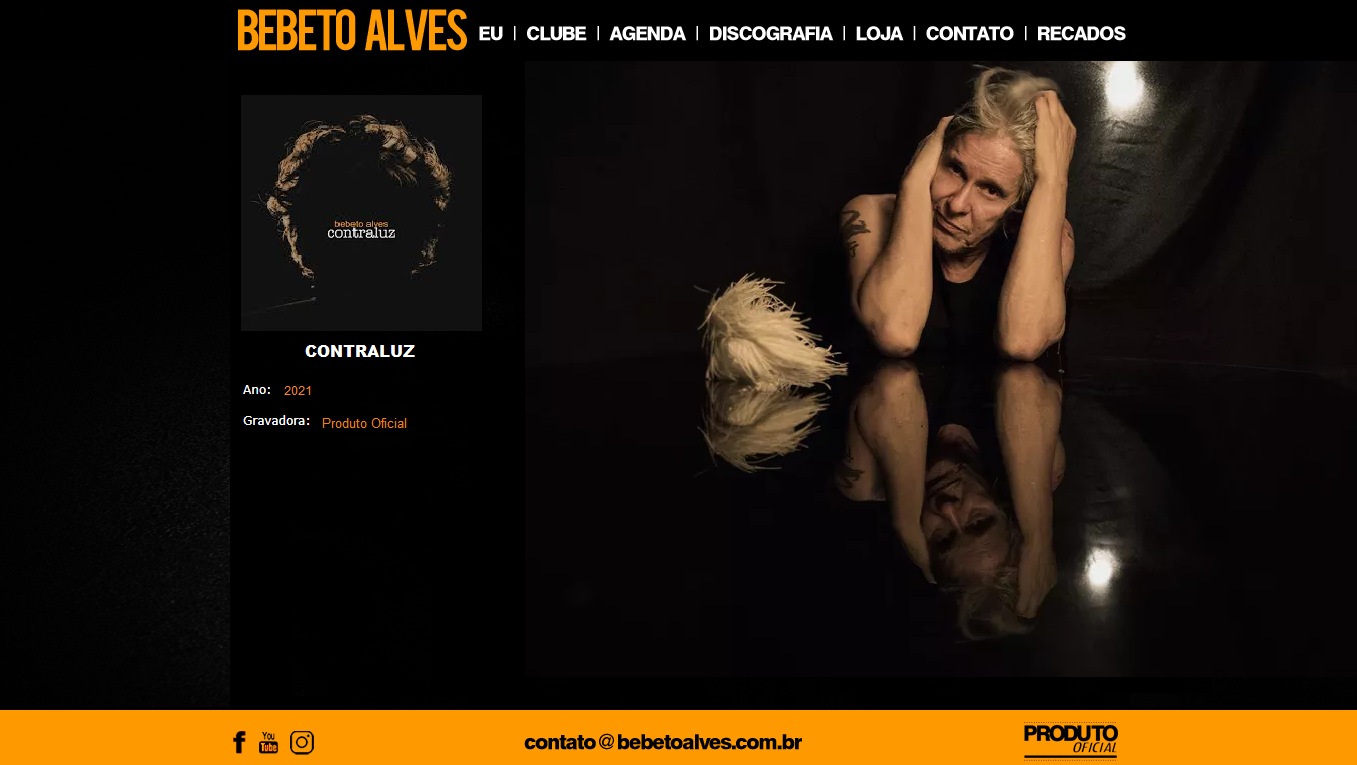 BEBETO ALVES
EU | CLUBE | AGENDA | DISCOGRAFIA | LOJA | CONTATO | RECADOS
bebeto alves
contraluz
CONTRALUZ
Ano: 2021
Gravadora: Produto Oficial
You Tube
contato@bebetoalves.com.br
PRODUTO
OFICIAL